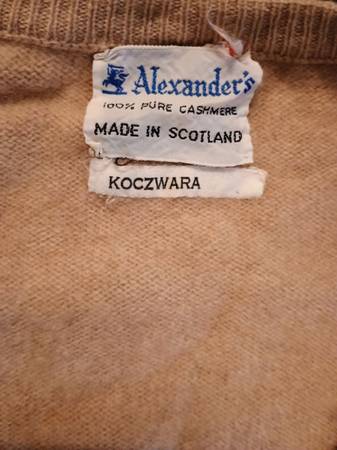 Alexander's
100% PURE CASHMERE
MADE IN SCOTLAND
KOCZWARA